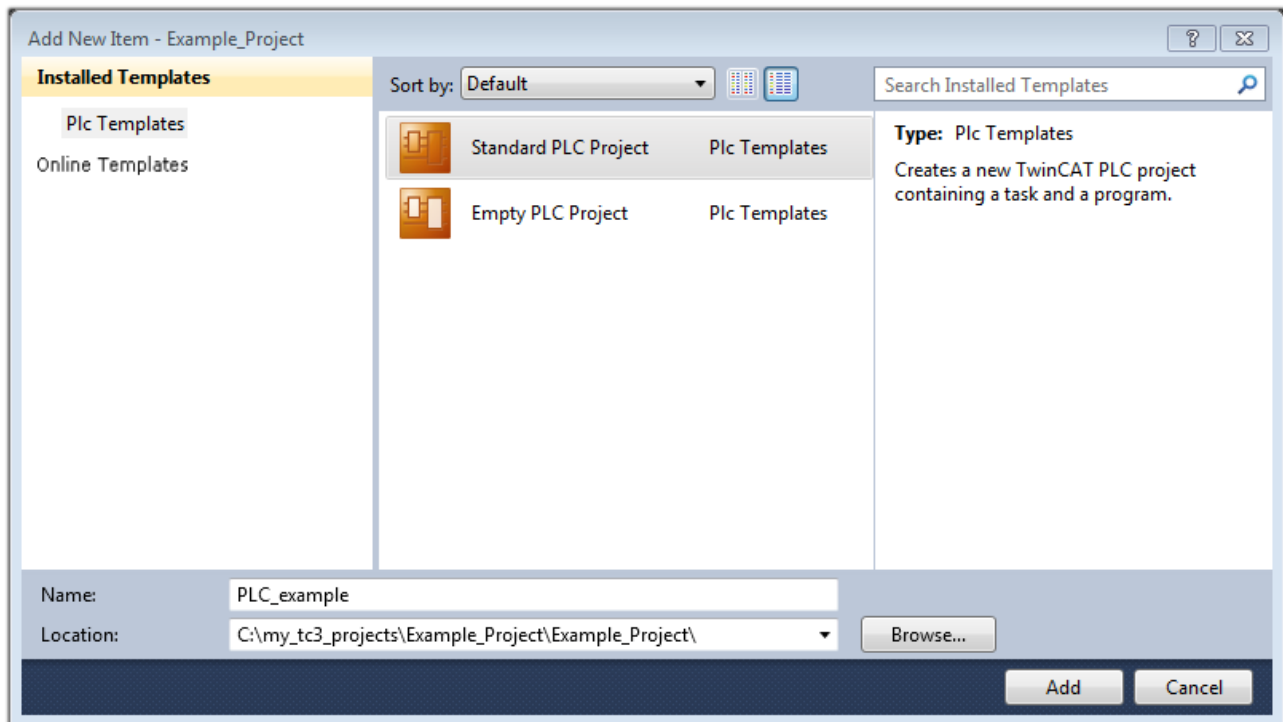 Add New Item - Example_Project
Installed Templates
Plc Templates
Online Templates
Sort by: Default
Search Installed Templates
Standard PLC Project Plc Templates
Empty PLC Project Plc Templates
Type: Plc Templates
Creates a new TwinCAT PLC project
containing a task and a program.
Name: PLC_example
Location: C:\my_tc3_projects\Example_Project\Example_Project\
Browse...
Add Cancel